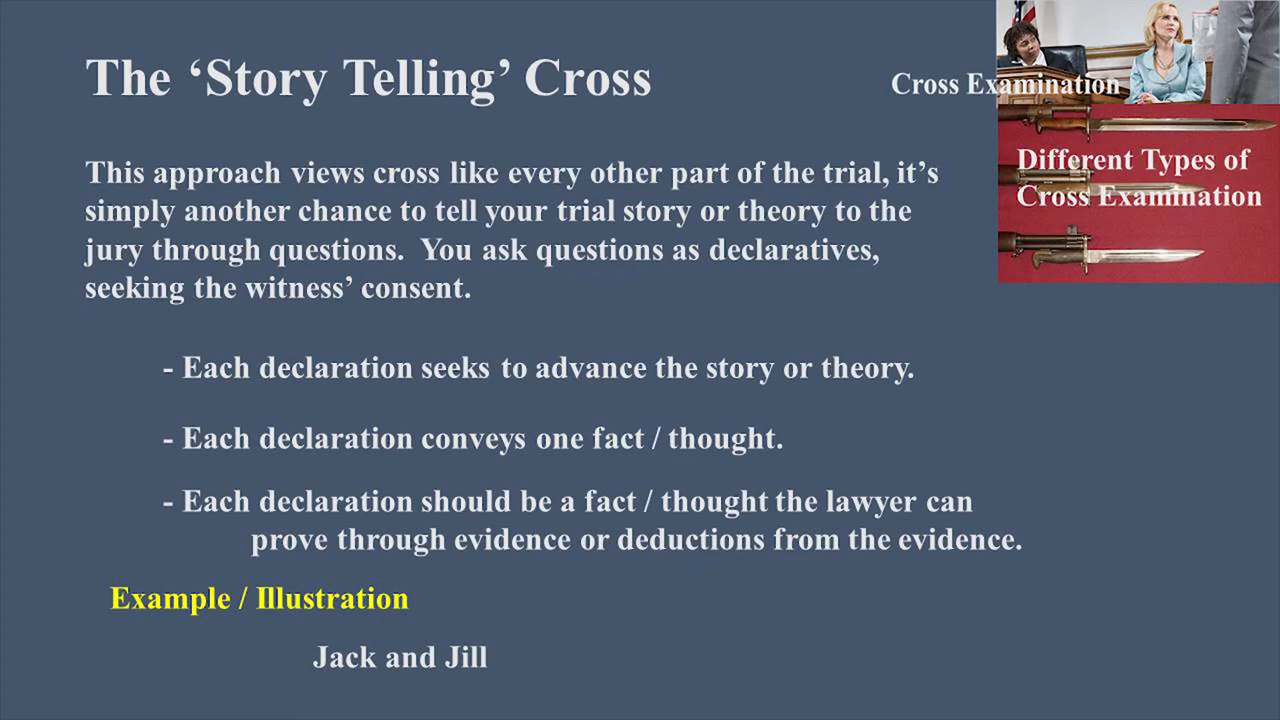 The ‘Story Telling’ Cross
Cross Examination
Different Types of
Cross Examination
This approach views cross like every other part of the trial, it’s
simply another chance to tell your trial story or theory to the
jury through questions.  You ask questions as declaratives,
seeking the witness’ consent.
- Each declaration seeks to advance the story or theory.
- Each declaration conveys one fact / thought.
- Each declaration should be a fact / thought the lawyer can
prove through evidence or deductions from the evidence.
Example / Illustration
Jack and Jill